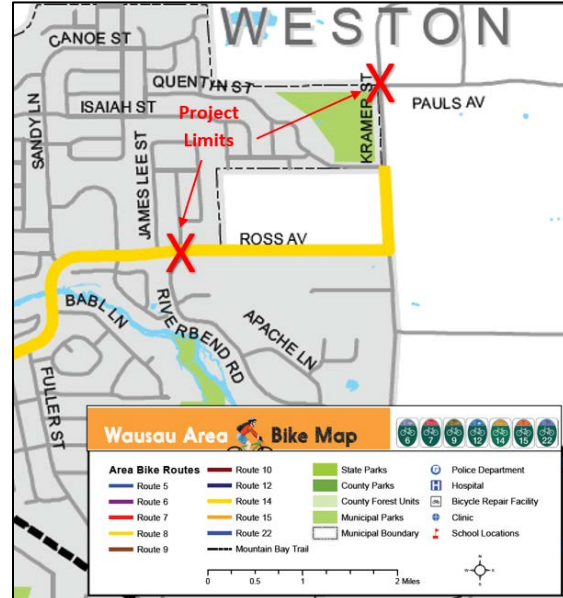 WESTON
CANOE ST
QUENTIN ST
ISAIAH ST
PAULS AV
Project
Limits
SANDY LN
JAMES LEE ST
KRAMER ST
ROSS AV
BABL LN
RIVERBEND RD
APACHE LN
FULLER ST
Wausau Area Bike Map
6 7 9 12 14 15 22
Area Bike Routes
Route 5
Route 6
Route 7
Route 8
Route 9
Route 10
Route 12
Route 14
Route 15
Route 22
Mountain Bay Trail
State Parks
County Parks
County Forest Units
Municipal Parks
Municipal Boundary
Police Department
Hospital
Bicycle Repair Facility
Clinic
School Locations
0 0.5 1 2 Miles